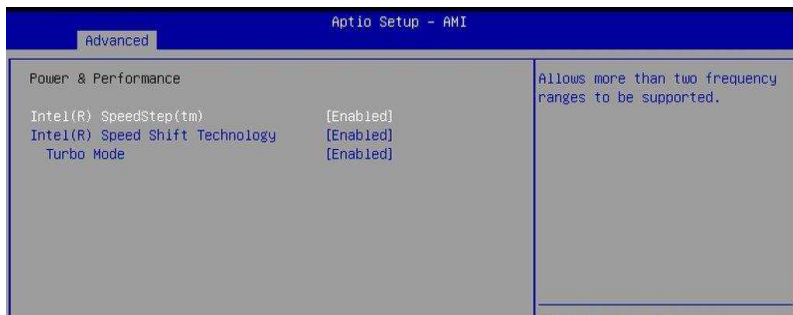 Aptio Setup - AMI
Advanced
Power & Performance
Intel(R) SpeedStep(tm) [Enabled]
Intel(R) Speed Shift Technology [Enabled]
Turbo Mode [Enabled]
Allows more than two frequency
ranges to be supported.